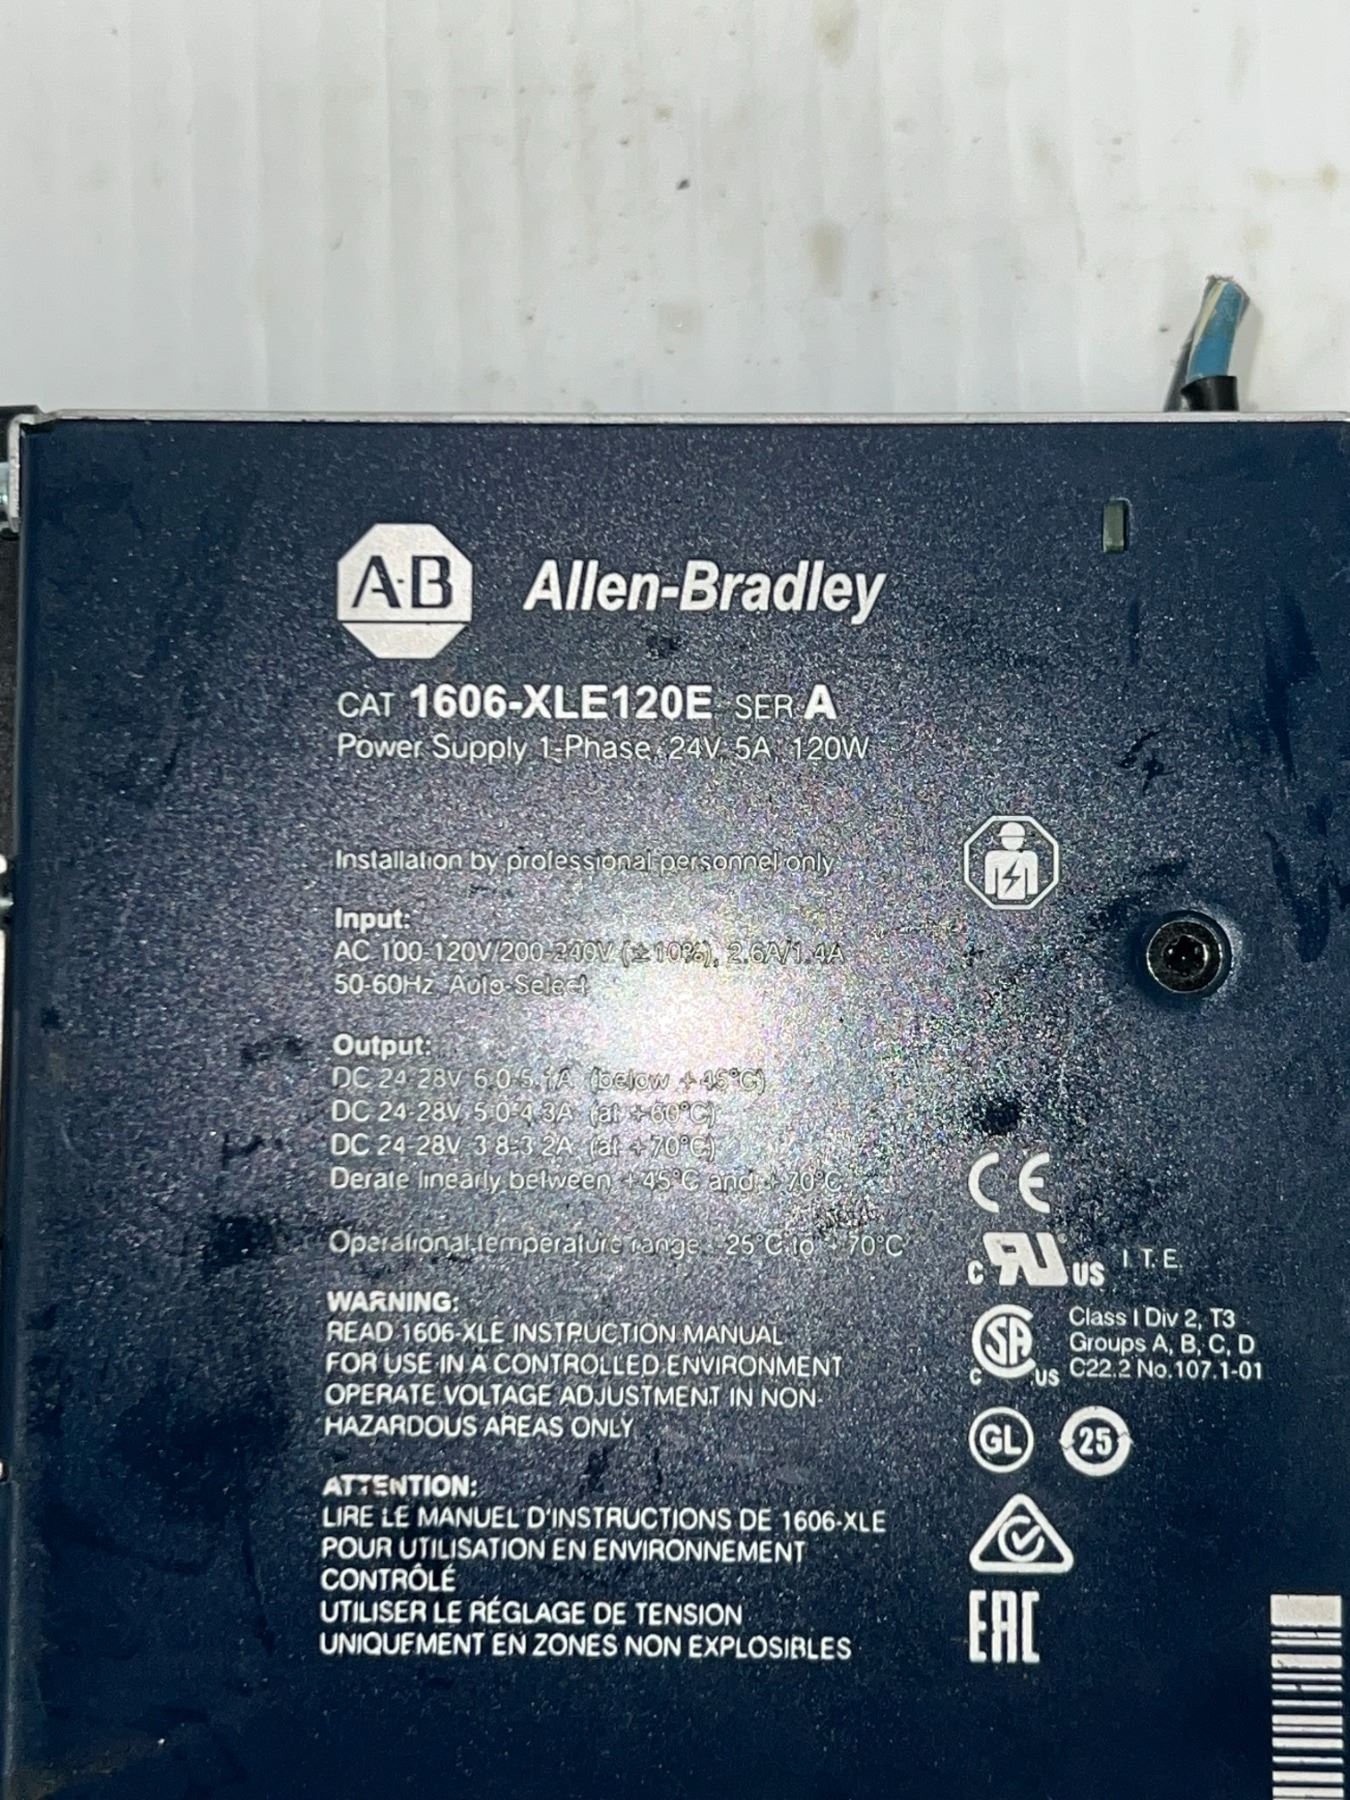 A-B Allen-Bradley
CAT 1606-XLE120E SER A
Power Supply 1-Phase, 24V, 5A, 120W
Installation by professional personnel only
Input:
AC 100-120V/200-240V (±10%), 2.6A/1.4A
50-60Hz, Auto-Select
Output:
DC 24-28V, 6.0-5.1A (below +45°C)
DC 24-28V, 5.0-4.3A (at +60°C)
DC 24-28V, 3.8-3.2A (at +70°C)
Derate linearly between +45°C and +70°C
Operational temperature range -25°C to +70°C
WARNING:
READ 1606-XLE INSTRUCTION MANUAL
FOR USE IN A CONTROLLED ENVIRONMENT
OPERATE VOLTAGE ADJUSTMENT IN NON-
HAZARDOUS AREAS ONLY
ATTENTION:
LIRE LE MANUEL D'INSTRUCTIONS DE 1606-XLE
POUR UTILISATION EN ENVIRONNEMENT
CONTRÔLÉ
UTILISER LE RÉGLAGE DE TENSION
UNIQUEMENT EN ZONES NON EXPLOSIBLES
CE
c RU US I.T.E.
c SA US
Class I Div 2, T3
Groups A, B, C, D
C22.2 No.107.1-01
GL 25
EAC